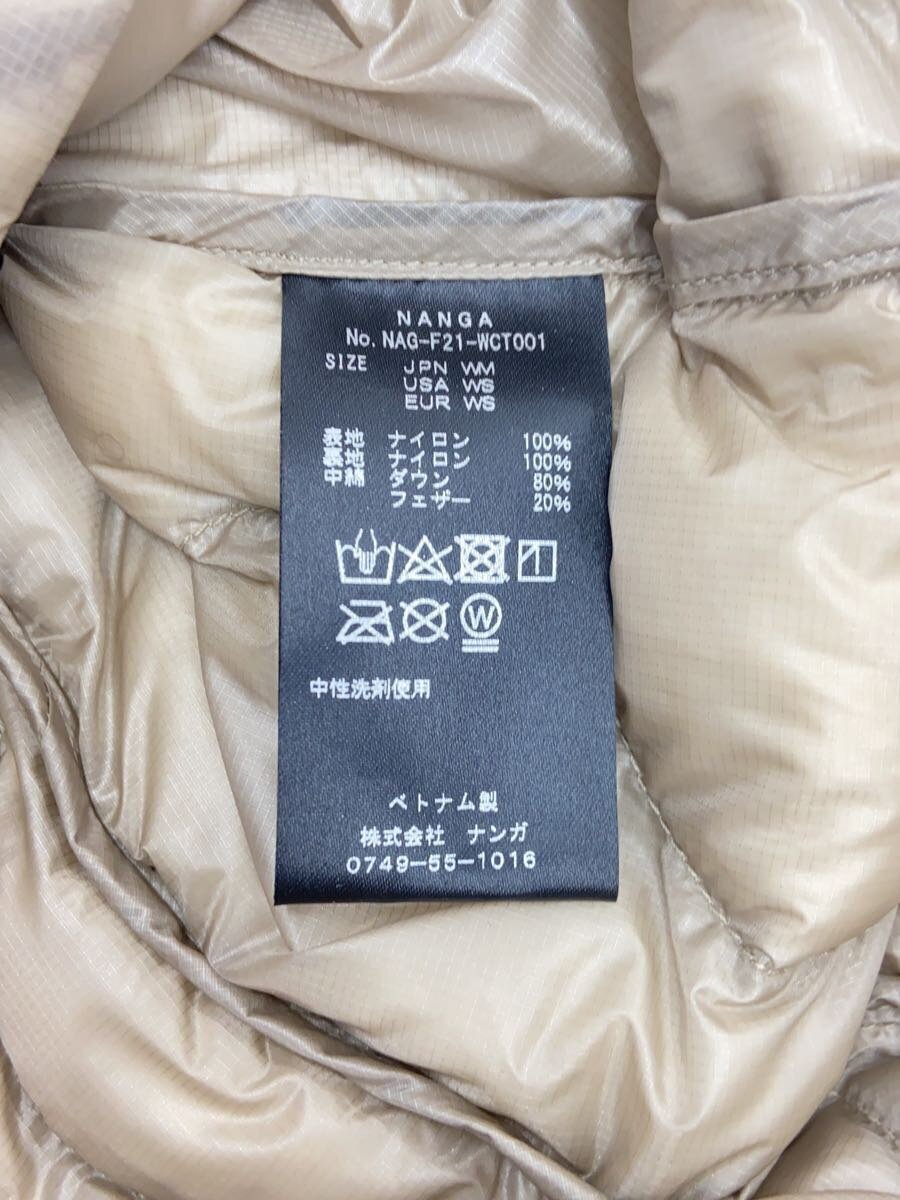 NANGA
No. NAG-F21-WCT001
SIZE JPN WM
USA WS
EUR WS
表地 ナイロン 100%
裏地 ナイロン 100%
中綿 ダウン 80%
フェザー 20%
W
中性洗剤使用
ベトナム製
株式会社 ナンガ
0749-55-1016